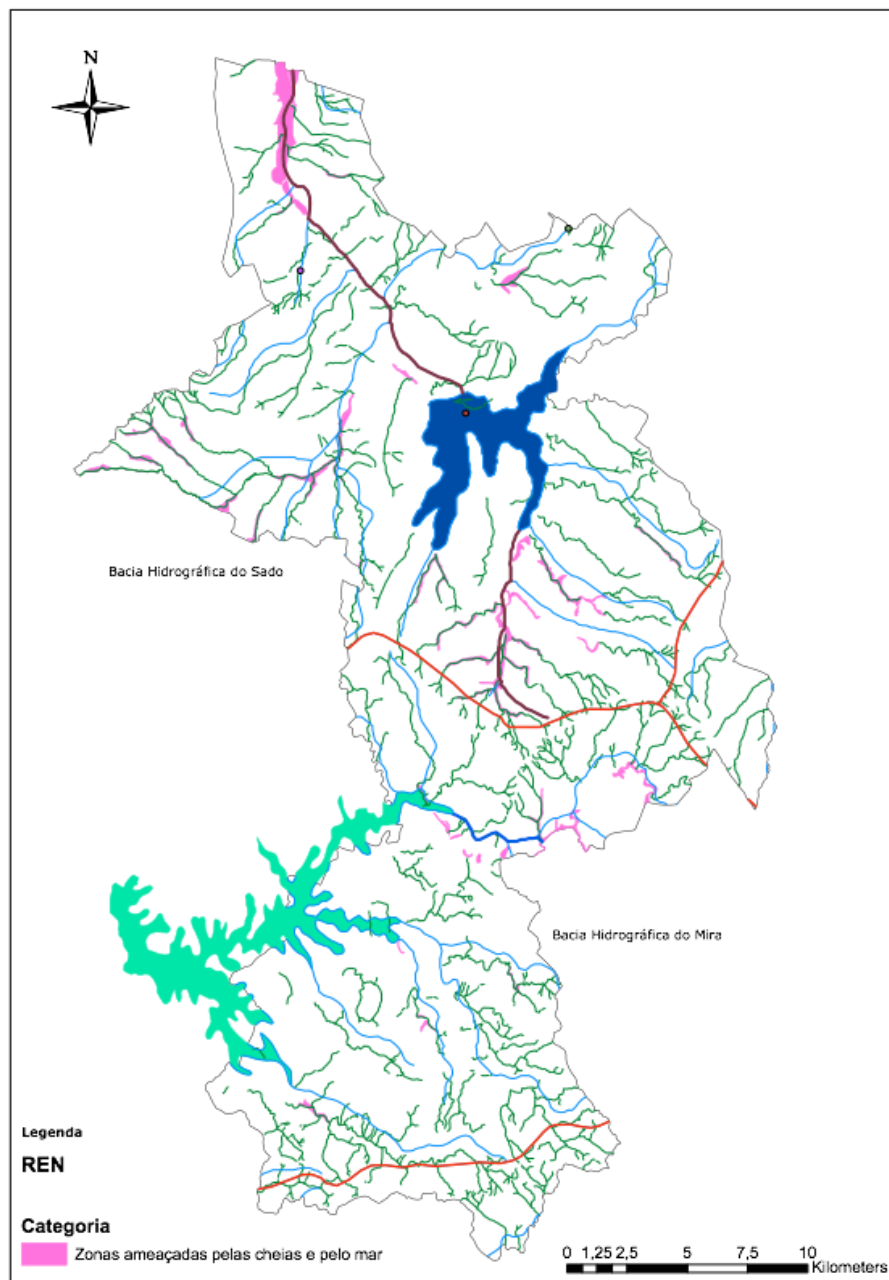 N
Bacia Hidrográfica do Sado
Bacia Hidrográfica do Mira
Legenda
REN
Categoria
Zonas ameaçadas pelas cheias e pelo mar
0 1,25 2,5 5 7,5 10
Kilometers